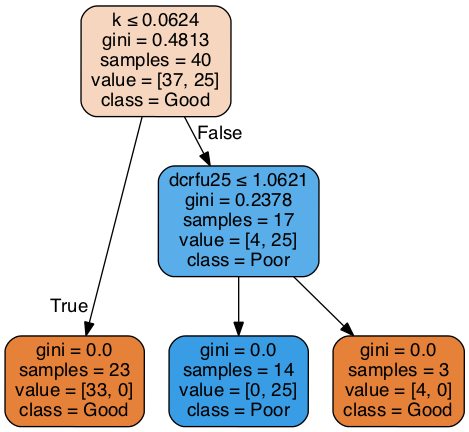 k ≤ 0.0624
gini = 0.4813
samples = 40
value = [37, 25]
class = Good
False
dcrfu25 ≤ 1.0621
gini = 0.2378
samples = 17
value = [4, 25]
class = Poor
True
gini = 0.0
samples = 23
value = [33, 0]
class = Good
gini = 0.0
samples = 14
value = [0, 25]
class = Poor
gini = 0.0
samples = 3
value = [4, 0]
class = Good